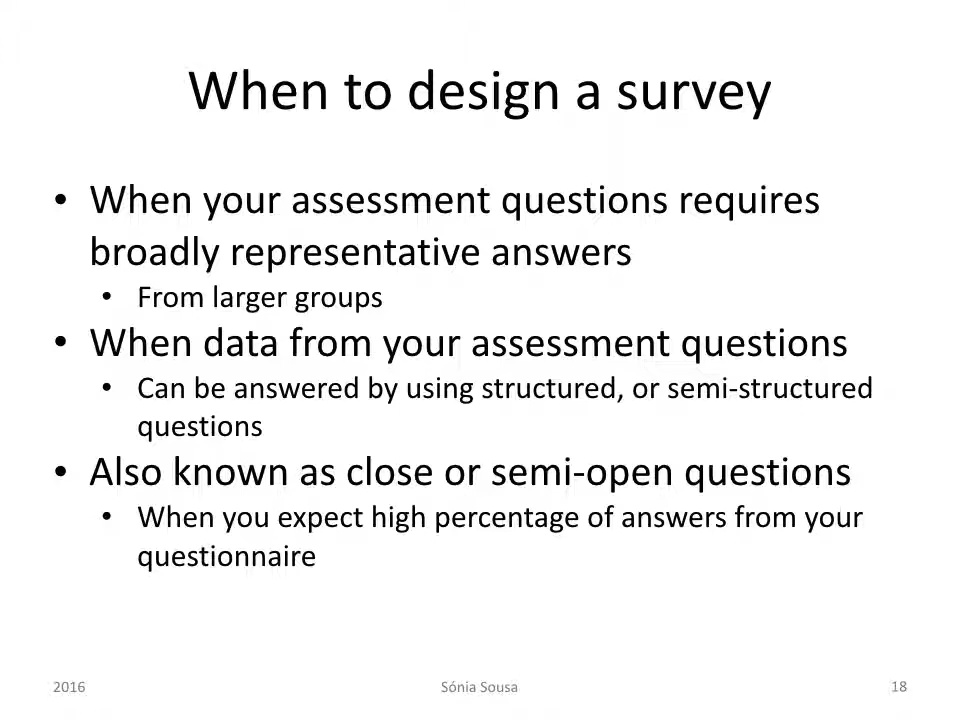 When to design a survey
• When your assessment questions requires
broadly representative answers
• From larger groups
• When data from your assessment questions
• Can be answered by using structured, or semi-structured
questions
• Also known as close or semi-open questions
• When you expect high percentage of answers from your
questionnaire
2016
Sónia Sousa
18